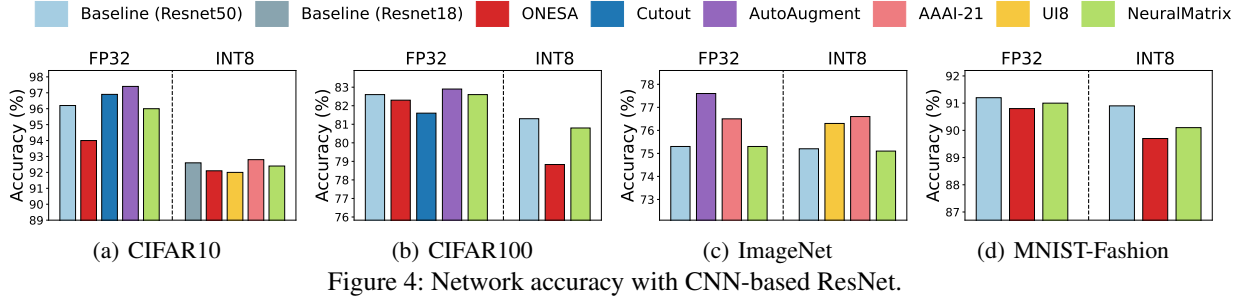 Baseline (Resnet50) Baseline (Resnet18) ONESA Cutout AutoAugment AAAI-21 UI8 NeuralMatrix
FP32 INT8
Accuracy (%)
98
97
96
95
94
93
92
91
90
89
(a) CIFAR10
FP32 INT8
Accuracy (%)
83
82
81
80
79
78
77
76
(b) CIFAR100
FP32 INT8
Accuracy (%)
78
77
76
75
74
73
(c) ImageNet
FP32 INT8
Accuracy (%)
92
91
90
89
88
87
(d) MNIST-Fashion
Figure 4: Network accuracy with CNN-based ResNet.